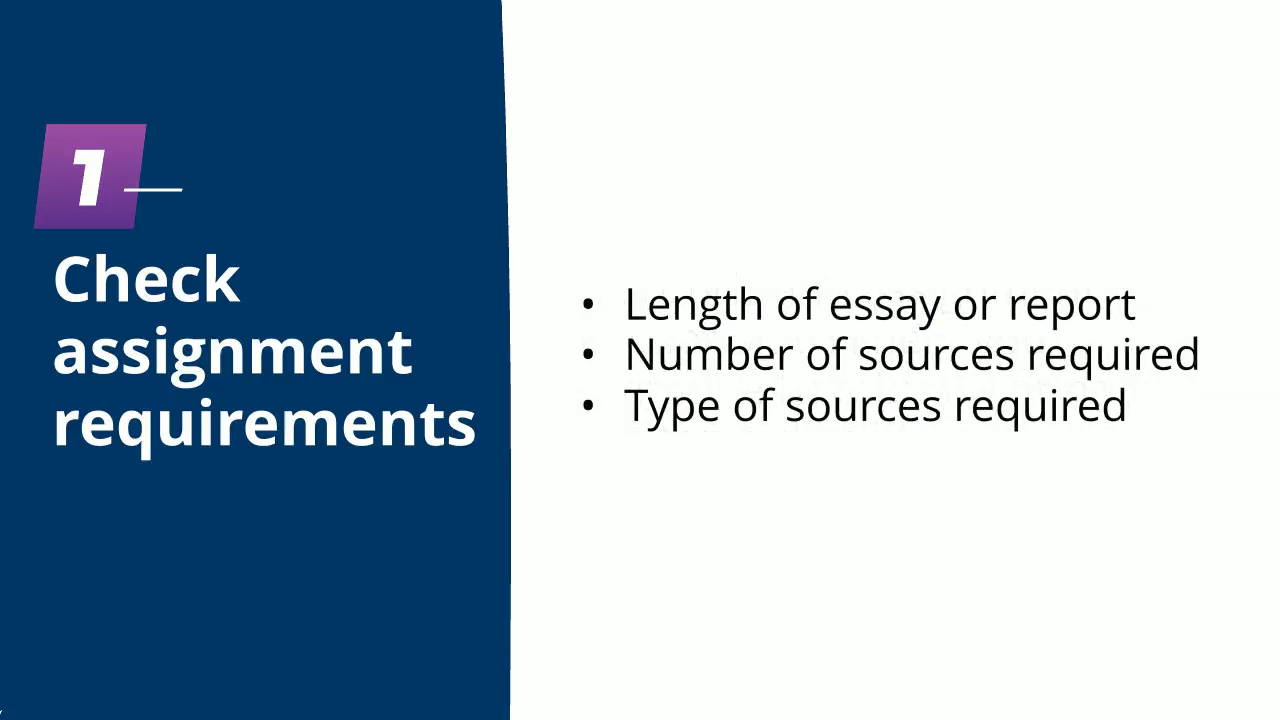 1
Check
assignment
requirements
• Length of essay or report
• Number of sources required
• Type of sources required